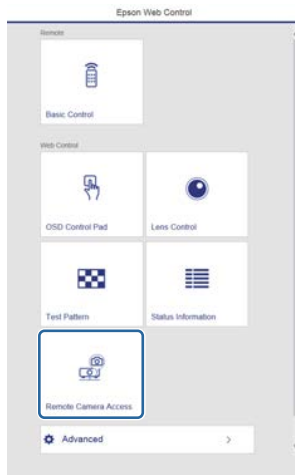 Epson Web Control
Remote
Basic Control
Web Control
OSD Control Pad
Lens Control
Test Pattern
Status Information
Remote Camera Access
Advanced